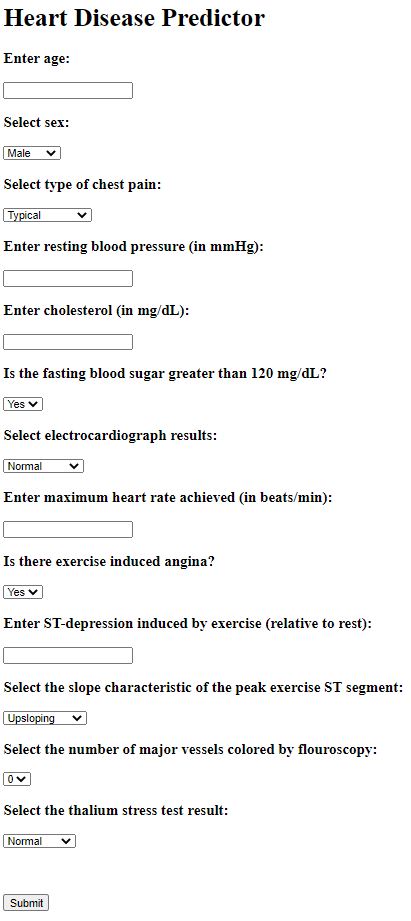 Heart Disease Predictor
Enter age:
Select sex:
Male
Select type of chest pain:
Typical
Enter resting blood pressure (in mmHg):
Enter cholesterol (in mg/dL):
Is the fasting blood sugar greater than 120 mg/dL?
Yes
Select electrocardiograph results:
Normal
Enter maximum heart rate achieved (in beats/min):
Is there exercise induced angina?
Yes
Enter ST-depression induced by exercise (relative to rest):
Select the slope characteristic of the peak exercise ST segment:
Upsloping
Select the number of major vessels colored by flouroscopy:
0
Select the thalium stress test result:
Normal
Submit